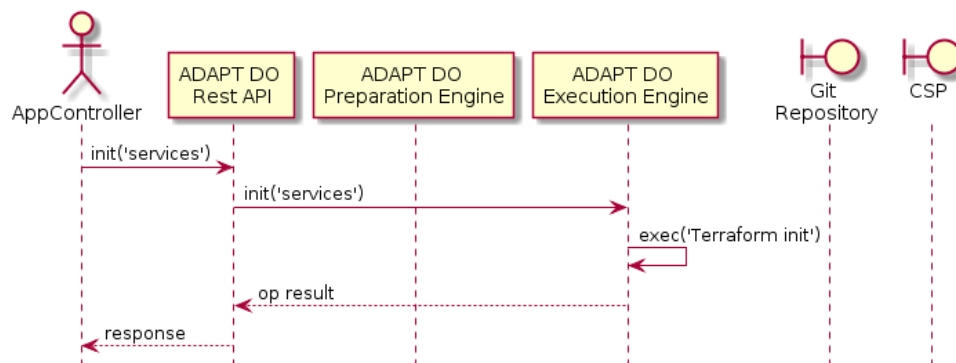 AppController
ADAPT DO
Rest API
ADAPT DO
Preparation Engine
ADAPT DO
Execution Engine
Git
Repository
CSP
init('services')
init('services')
exec('Terraform init')
op result
response